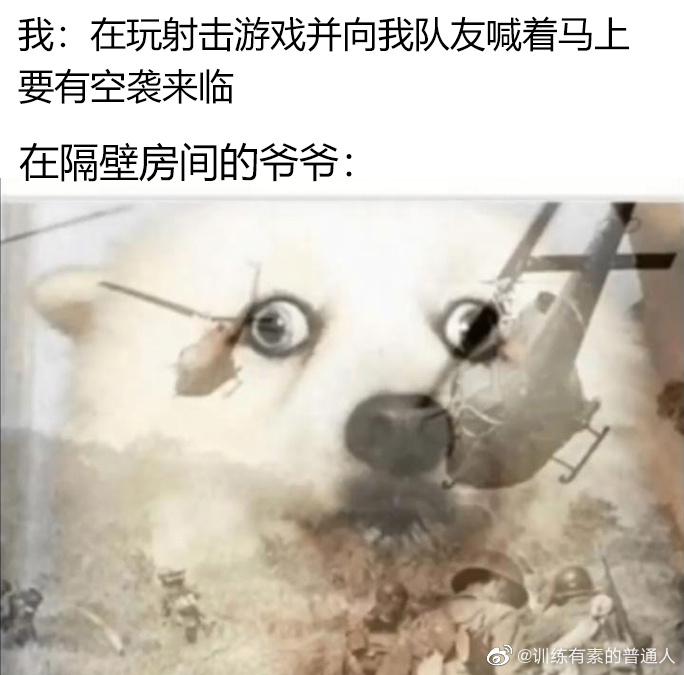 我：在玩射击游戏并向我队友喊着马上
要有空袭来临
在隔壁房间的爷爷：
@训练有素的普通人